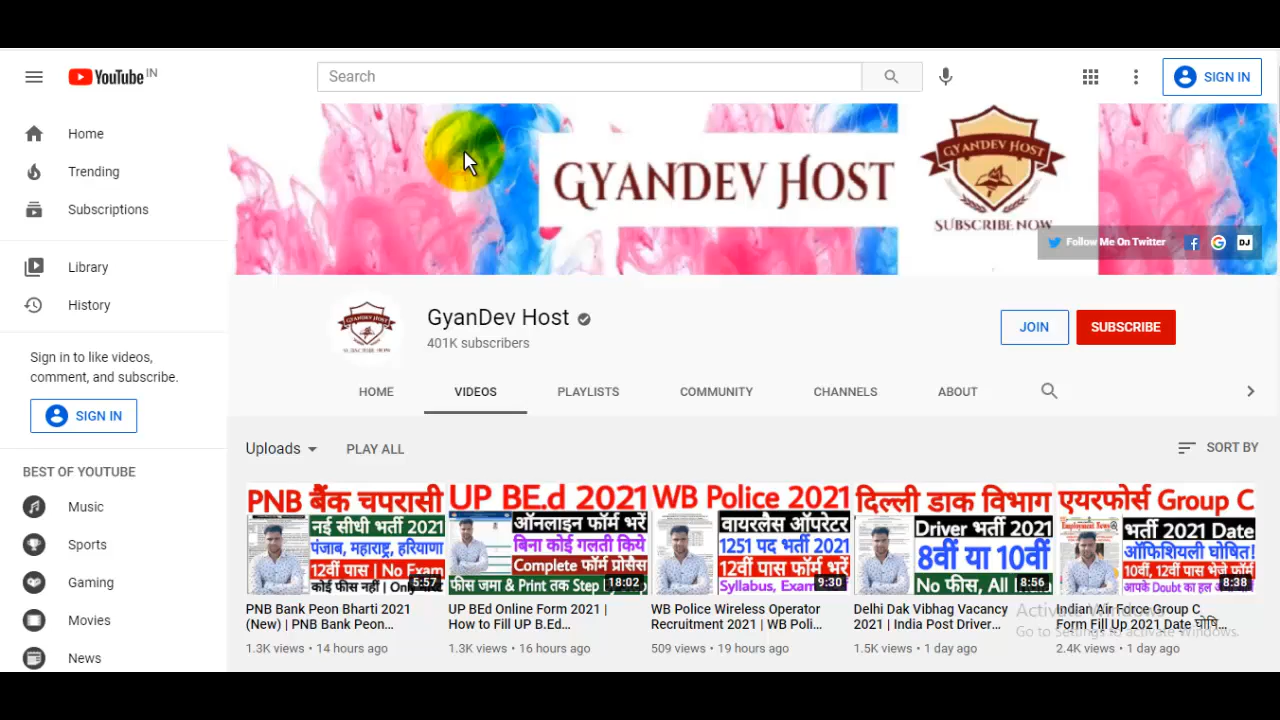 YouTube IN
Search
SIGN IN
Home
Trending
Subscriptions
Library
History
Sign in to like videos,
comment, and subscribe.
SIGN IN
BEST OF YOUTUBE
Music
Sports
Gaming
Movies
News
GYANDEV HOST
GYANDEV HOST
SUBSCRIBE NOW
Follow Me On Twitter
DJ
GYANDEV HOST
GyanDev Host
401K subscribers
JOIN
SUBSCRIBE
HOME
VIDEOS
PLAYLISTS
COMMUNITY
CHANNELS
ABOUT
Uploads
PLAY ALL
SORT BY
PNB बैंक चपरासी
नई सीधी भर्ती 2021
पंजाब, महाराष्ट्र, हरियाणा
12वीं पास | No Exam
कोई फीस नहीं
5:57
PNB Bank Peon Bharti 2021
(New) | PNB Bank Peon...
1.3K views • 14 hours ago
UP BE.d 2021
ऑनलाइन फॉर्म भरें
बिना कोई गलती किये
Complete फॉर्म प्रोसेस
फीस जमा & Print तक Step
18:02
UP BEd Online Form 2021 |
How to Fill UP B.Ed...
1.3K views • 16 hours ago
WB Police 2021
वायरलेस ऑपरेटर
1251 पद भर्ती 2021
12वीं पास फॉर्म भरें
Syllabus,
9:30
WB Police Wireless Operator
Recruitment 2021 | WB Poli...
509 views • 19 hours ago
दिल्ली डाक विभाग
Driver भर्ती 2021
8वीं या 10वीं
No फीस, All
8:56
Delhi Dak Vibhag Vacancy
2021 | India Post Driver...
1.5K views • 1 day ago
एयरफोर्स Group C
Employment News
भर्ती 2021 Date
ऑफिशियली घोषित!
10वीं, 12वीं पास भेजे फॉर्म
आपके Doubt का हल
8:38
Indian Air Force Group C
Form Fill Up 2021 Date घोषि...
2.4K views • 1 day ago
Activate Windows
Go to Settings to activate Windows.